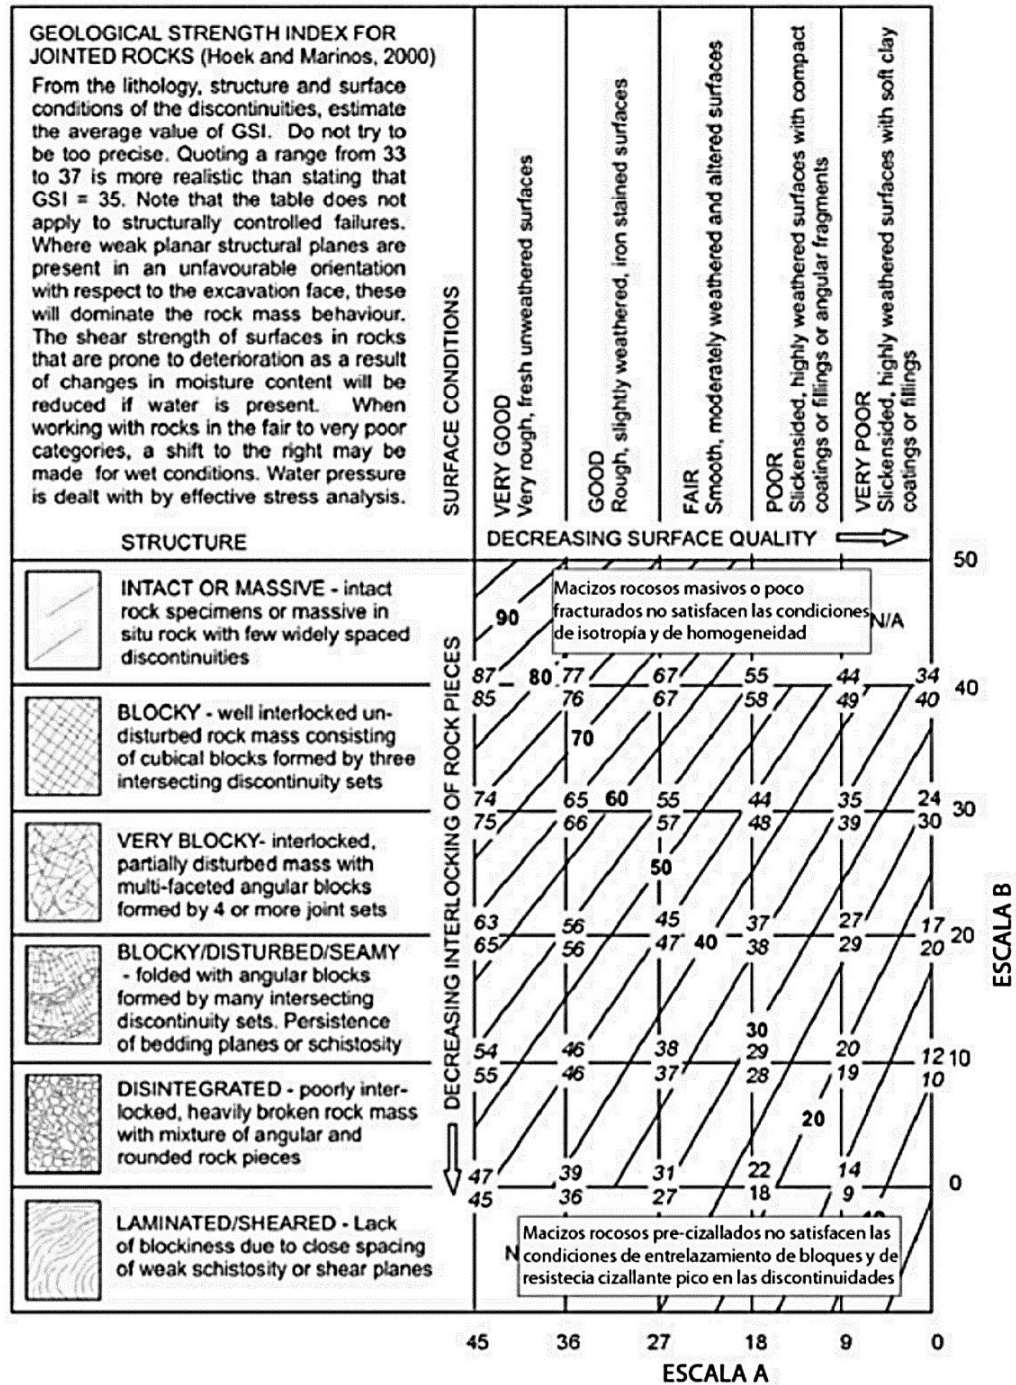 GEOLOGICAL STRENGTH INDEX FOR
JOINTED ROCKS (Hoek and Marinos, 2000)
From the lithology, structure and surface
conditions of the discontinuities, estimate
the average value of GSI. Do not try to
be too precise. Quoting a range from 33
to 37 is more realistic than stating that
GSI = 35. Note that the table does not
apply to structurally controlled failures.
Where weak planar structural planes are
present in an unfavourable orientation
with respect to the excavation face, these
will dominate the rock mass behaviour.
The shear strength of surfaces in rocks
that are prone to deterioration as a result
of changes in moisture content will be
reduced if water is present. When
working with rocks in the fair to very poor
categories, a shift to the right may be
made for wet conditions. Water pressure
is dealt with by effective stress analysis.
SURFACE CONDITIONS
VERY GOOD
Very rough, fresh unweathered surfaces
GOOD
Rough, slightly weathered, iron stained surfaces
FAIR
Smooth, moderately weathered and altered surfaces
POOR
Slickensided, highly weathered surfaces with compact
coatings or fillings or angular fragments
VERY POOR
Slickensided, highly weathered surfaces with soft clay
coatings or fillings
STRUCTURE
DECREASING SURFACE QUALITY
50
INTACT OR MASSIVE - intact
rock specimens or massive in
situ rock with few widely spaced
discontinuities
DECREASING INTERLOCKING OF ROCK PIECES
Macizos rocosos masivos o poco
fracturados no satisfacen las condiciones
de isotropía y de homogeneidad
90
N/A
87 80 77 67 55 44 34
40
85 76 67 58 49 40
BLOCKY - well interlocked un-
disturbed rock mass consisting
of cubical blocks formed by three
intersecting discontinuity sets
70
74 65 60 55 44 35 24
30
75 66 57 48 39 30
VERY BLOCKY- interlocked,
partially disturbed mass with
multi-faceted angular blocks
formed by 4 or more joint sets
50
63 56 45 37 27 17
20
65 56 47 40 38 29 20
BLOCKY/DISTURBED/SEAMY
- folded with angular blocks
formed by many intersecting
discontinuity sets. Persistence
of bedding planes or schistosity
30
54 46 38 29 20 12
10
55 46 37 28 19 10
DISINTEGRATED - poorly inter-
locked, heavily broken rock mass
with mixture of angular and
rounded rock pieces
20
47 39 31 22 14
0
45 36 27 18 9
LAMINATED/SHEARED - Lack
of blockiness due to close spacing
of weak schistosity or shear planes
N
Macizos rocosos pre-cizallados no satisfacen las
condiciones de entrelazamiento de bloques y de
resistecia cizallante pico en las discontinuidades
ESCALA B
45 36 27 18 9 0
ESCALA A